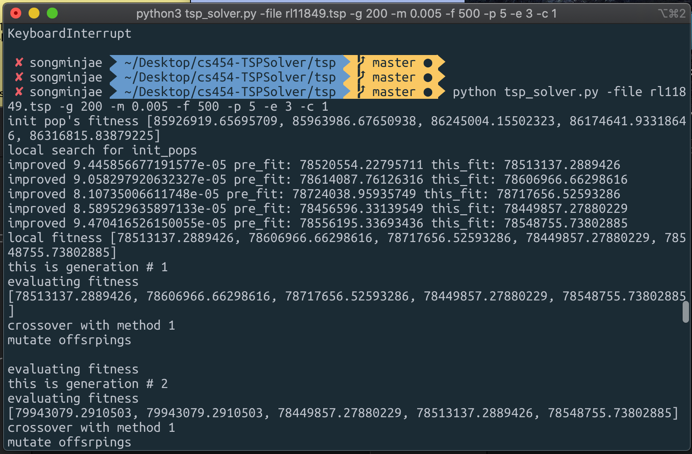 python3 tsp_solver.py -file rl11849.tsp -g 200 -m 0.005 -f 500 -p 5 -e 3 -c 1
⌥⌘2
KeyboardInterrupt
✘ songminjae ~/Desktop/cs454-TSPSolver/tsp master ●
✘ songminjae ~/Desktop/cs454-TSPSolver/tsp master ●
✘ songminjae ~/Desktop/cs454-TSPSolver/tsp master ● python tsp_solver.py -file rl118
49.tsp -g 200 -m 0.005 -f 500 -p 5 -e 3 -c 1
init pop's fitness [85926919.65695709, 85963986.67650938, 86245004.15502323, 86174641.9331864
6, 86316815.83879225]
local search for init_pops
improved 9.445856677191577e-05 pre_fit: 78520554.22795711 this_fit: 78513137.2889426
improved 9.058297920632327e-05 pre_fit: 78614087.76126316 this_fit: 78606966.66298616
improved 8.10735006611748e-05 pre_fit: 78724038.95935749 this_fit: 78717656.52593286
improved 8.589529635897133e-05 pre_fit: 78456596.33139549 this_fit: 78449857.27880229
improved 9.470416526150055e-05 pre_fit: 78556195.33693436 this_fit: 78548755.73802885
local fitness [78513137.2889426, 78606966.66298616, 78717656.52593286, 78449857.27880229, 785
48755.73802885]
this is generation # 1
evaluating fitness
[78513137.2889426, 78606966.66298616, 78717656.52593286, 78449857.27880229, 78548755.73802885
]
crossover with method 1
mutate offsrpings
evaluating fitness
this is generation # 2
evaluating fitness
[79943079.2910503, 79943079.2910503, 78449857.27880229, 78513137.2889426, 78548755.73802885]
crossover with method 1
mutate offsrpings